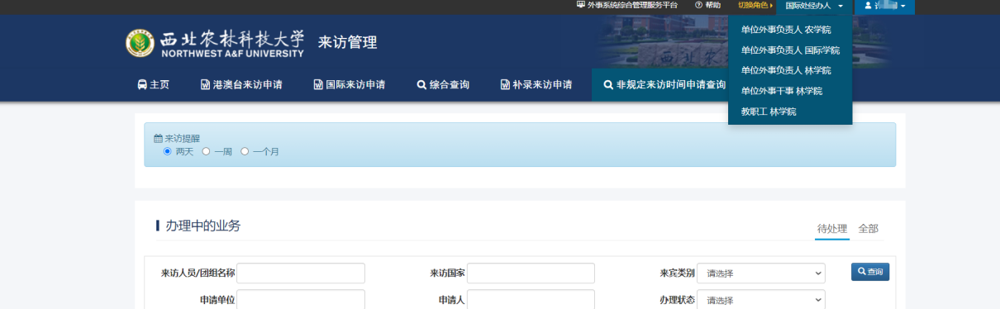 外事系统综合管理服务平台 帮助 切换角色 国际处经办人
西北农林科技大学 来访管理
NORTHWEST A&F UNIVERSITY
单位外事负责人 农学院
单位外事负责人 国际学院
单位外事负责人 林学院
单位外事干事 林学院
教职工 林学院
主页 港澳台来访申请 国际来访申请 综合查询 补录来访申请 非规定来访时间申请查询
来访提醒
两天 一周 一个月
办理中的业务
待处理 全部
来访人员/团组名称 来访国家 来宾类别 请选择 查询
申请单位 申请人 办理状态 请选择